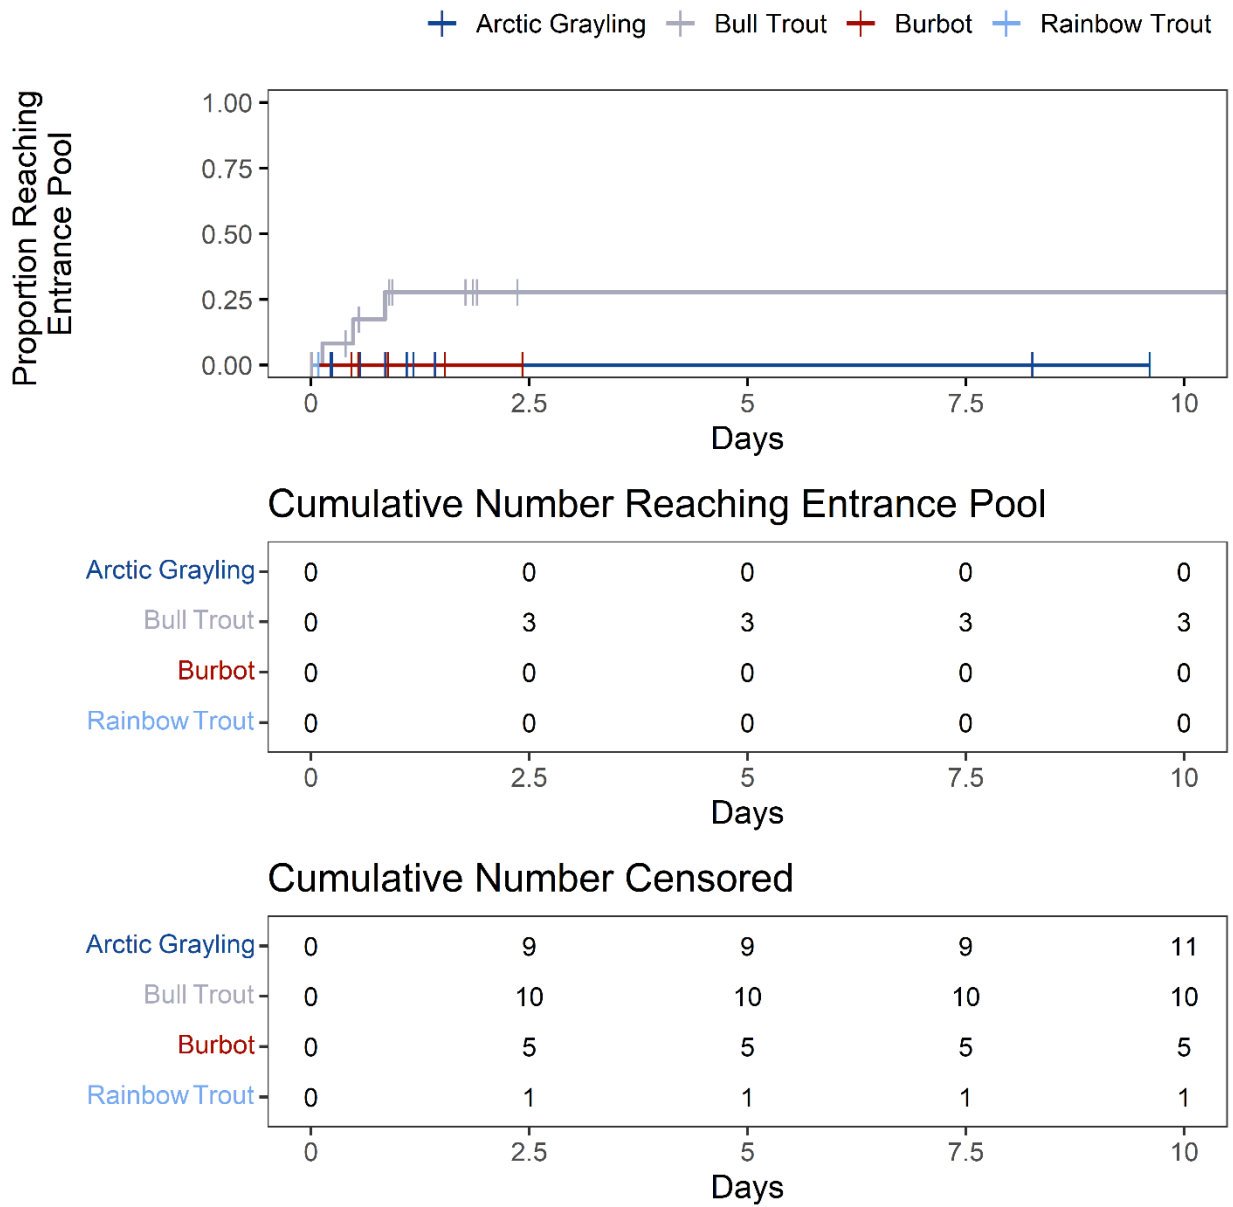 Arctic Grayling Bull Trout Burbot Rainbow Trout
Proportion Reaching
Entrance Pool
1.00
0.75
0.50
0.25
0.00
0 2.5 5 7.5 10
Days
Cumulative Number Reaching Entrance Pool
Arctic Grayling 0 0 0 0 0
Bull Trout 0 3 3 3 3
Burbot 0 0 0 0 0
Rainbow Trout 0 0 0 0 0
0 2.5 5 7.5 10
Days
Cumulative Number Censored
Arctic Grayling 0 9 9 9 11
Bull Trout 0 10 10 10 10
Burbot 0 5 5 5 5
Rainbow Trout 0 1 1 1 1
0 2.5 5 7.5 10
Days